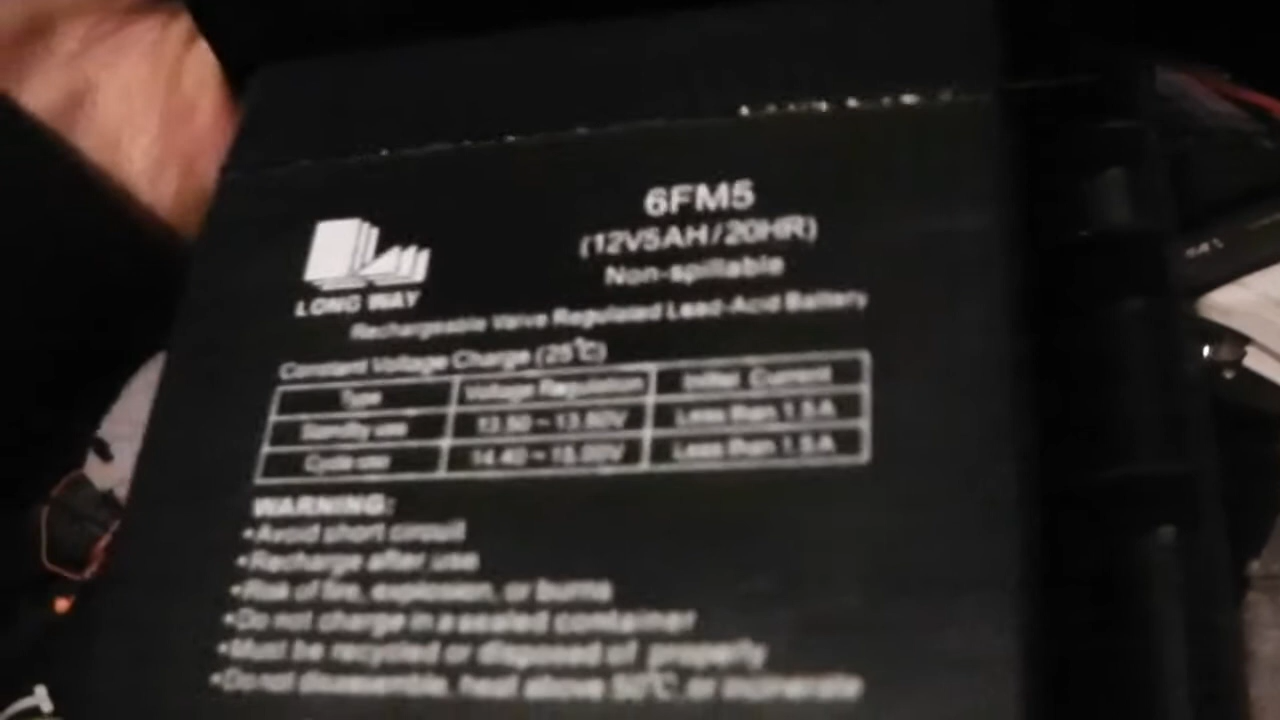 6FM5
(12V5AH/20HR)
Non-spillable
LONG WAY
Rechargeable Valve Regulated Lead-Acid Battery
Constant Voltage Charge (25℃)
Type Voltage Regulation Initial Current
Standby use 13.50~13.80V Less than 1.5A
Cycle use 14.40~15.00V Less than 1.5A
WARNING:
•Avoid short circuit
•Recharge after use
•Risk of fire, explosion, or burns
•Do not charge in a sealed container
•Must be recycled or disposed of properly
•Do not disassemble, heat above 50℃, or incinerate